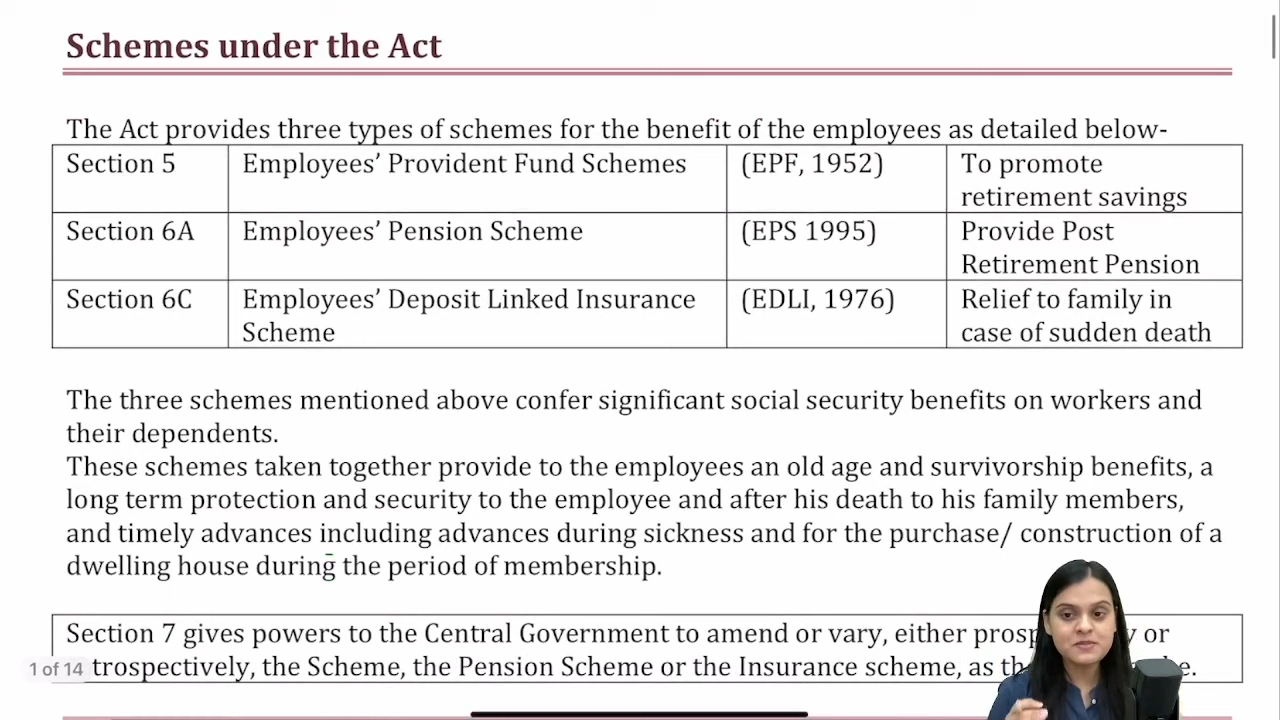 Schemes under the Act
The Act provides three types of schemes for the benefit of the employees as detailed below-
Section 5 Employees’ Provident Fund Schemes (EPF, 1952) To promote
retirement savings
Section 6A Employees’ Pension Scheme (EPS 1995) Provide Post
Retirement Pension
Section 6C Employees’ Deposit Linked Insurance (EDLI, 1976) Relief to family in
Scheme case of sudden death
The three schemes mentioned above confer significant social security benefits on workers and
their dependents.
These schemes taken together provide to the employees an old age and survivorship benefits, a
long term protection and security to the employee and after his death to his family members,
and timely advances including advances during sickness and for the purchase/ construction of a
dwelling house during the period of membership.
Section 7 gives powers to the Central Government to amend or vary, either or
1 of 14 the Scheme, the Pension Scheme or the Insurance scheme, as